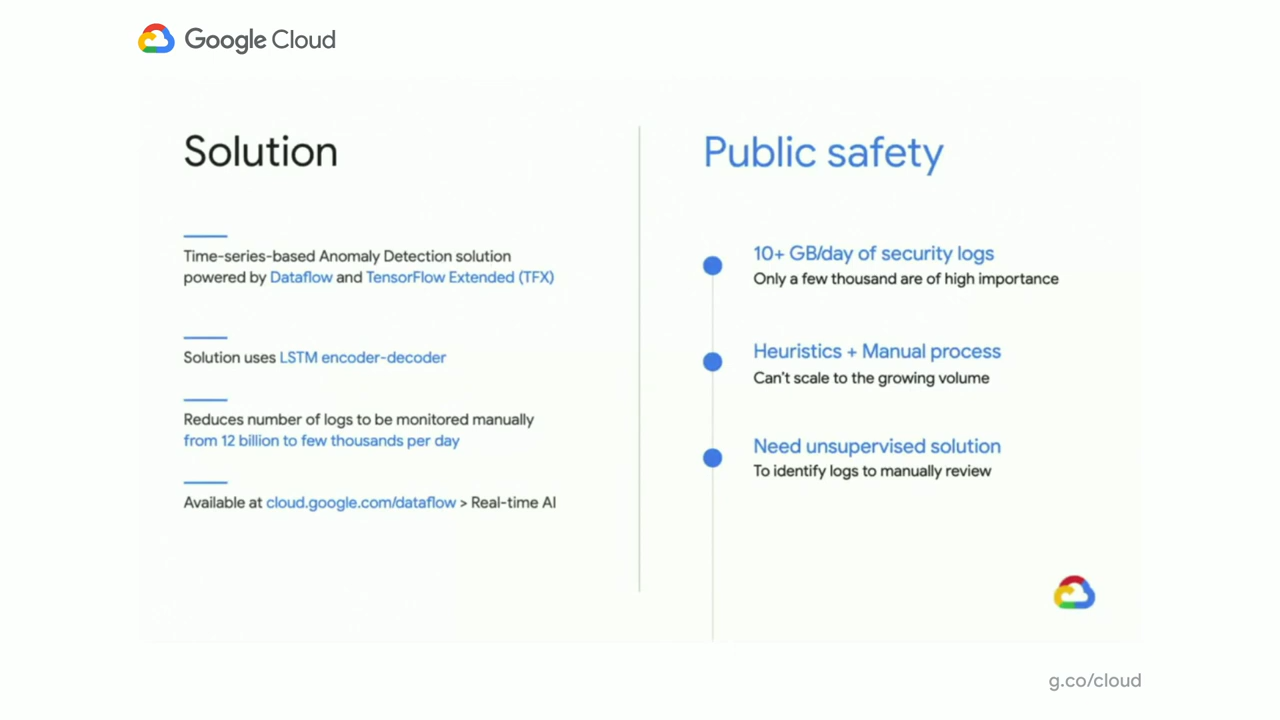 Google Cloud
Solution
Time-series-based Anomaly Detection solution
powered by Dataflow and TensorFlow Extended (TFX)
Solution uses LSTM encoder-decoder
Reduces number of logs to be monitored manually
from 12 billion to few thousands per day
Available at cloud.google.com/dataflow > Real-time AI
Public safety
10+ GB/day of security logs
Only a few thousand are of high importance
Heuristics + Manual process
Can't scale to the growing volume
Need unsupervised solution
To identify logs to manually review
g.co/cloud